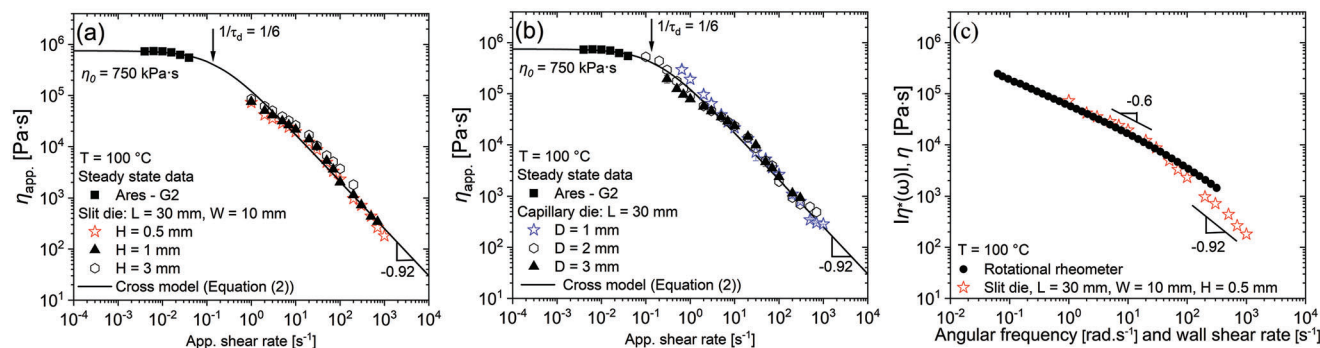 (a)
1/τd = 1/6
η0 = 750 kPa·s
T = 100 °C
Steady state data
Ares - G2
Slit die: L = 30 mm, W = 10 mm
H = 0.5 mm
H = 1 mm
H = 3 mm
Cross model (Equation (2))
-0.92
ηapp. [Pa·s]
10^6
10^5
10^4
10^3
10^2
10^1
10^-4 10^-3 10^-2 10^-1 10^0 10^1 10^2 10^3 10^4
App. shear rate [s^-1]
(b)
1/τd = 1/6
η0 = 750 kPa·s
T = 100 °C
Steady state data
Ares - G2
Capillary die: L = 30 mm
D = 1 mm
D = 2 mm
D = 3 mm
Cross model (Equation (2))
-0.92
ηapp. [Pa·s]
10^6
10^5
10^4
10^3
10^2
10^1
10^-4 10^-3 10^-2 10^-1 10^0 10^1 10^2 10^3 10^4
App. shear rate [s^-1]
(c)
-0.6
-0.92
T = 100 °C
Rotational rheometer
Slit die, L = 30 mm, W = 10 mm, H = 0.5 mm
|η*(ω)|, η [Pa·s]
10^6
10^5
10^4
10^3
10^2
10^1
10^-4 10^-3 10^-2 10^-1 10^0 10^1 10^2 10^3 10^4
Angular frequency [rad.s^-1] and wall shear rate [s^-1]